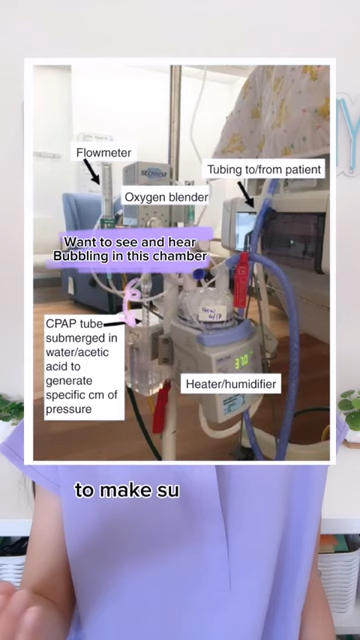 Flowmeter
Tubing to/from patient
Oxygen blender
Want to see and hear
Bubbling in this chamber
CPAP tube
submerged in
water/acetic
acid to
generate
specific cm of
pressure
37.0
Heater/humidifier
to make su